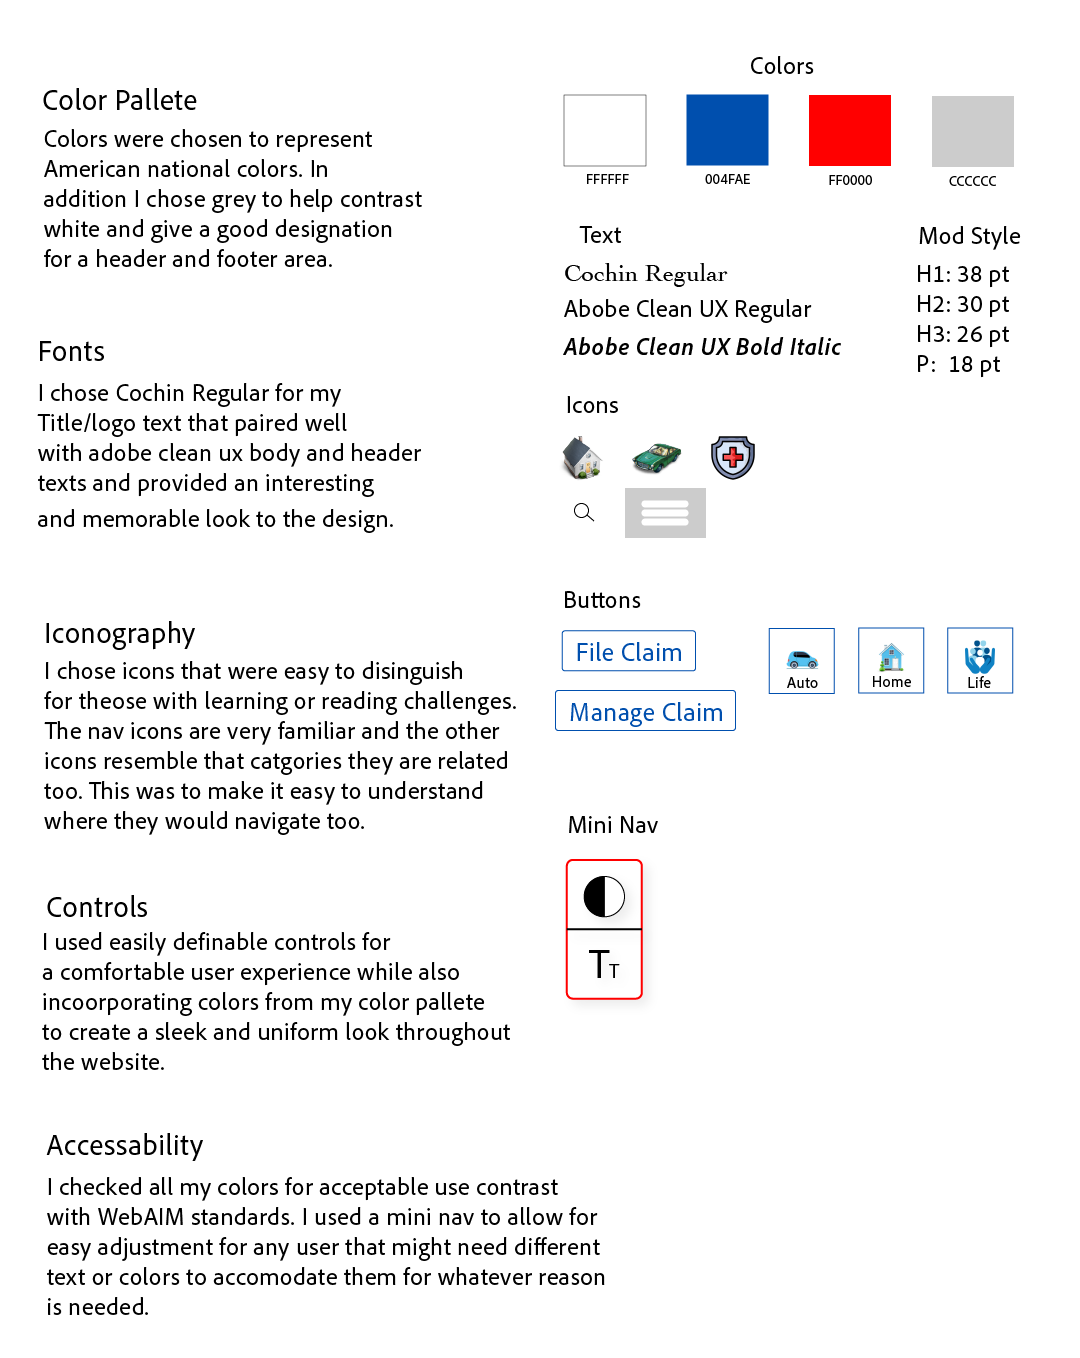 Color Pallete
Colors were chosen to represent
American national colors. In
addition I chose grey to help contrast
white and give a good designation
for a header and footer area.
Fonts
I chose Cochin Regular for my
Title/logo text that paired well
with adobe clean ux body and header
texts and provided an interesting
and memorable look to the design.
Iconography
I chose icons that were easy to disinguish
for theose with learning or reading challenges.
The nav icons are very familiar and the other
icons resemble that catgories they are related
too. This was to make it easy to understand
where they would navigate too.
Controls
I used easily definable controls for
a comfortable user experience while also
incoorporating colors from my color pallete
to create a sleek and uniform look throughout
the website.
Accessability
I checked all my colors for acceptable use contrast
with WebAIM standards. I used a mini nav to allow for
easy adjustment for any user that might need different
text or colors to accomodate them for whatever reason
is needed.
Colors
FFFFFF
004FAE
FF0000
CCCCCC
Text
Cochin Regular
Abobe Clean UX Regular
Abobe Clean UX Bold Italic
Mod Style
H1: 38 pt
H2: 30 pt
H3: 26 pt
P: 18 pt
Icons
Buttons
File Claim
Manage Claim
Auto
Home
Life
Mini Nav
TT